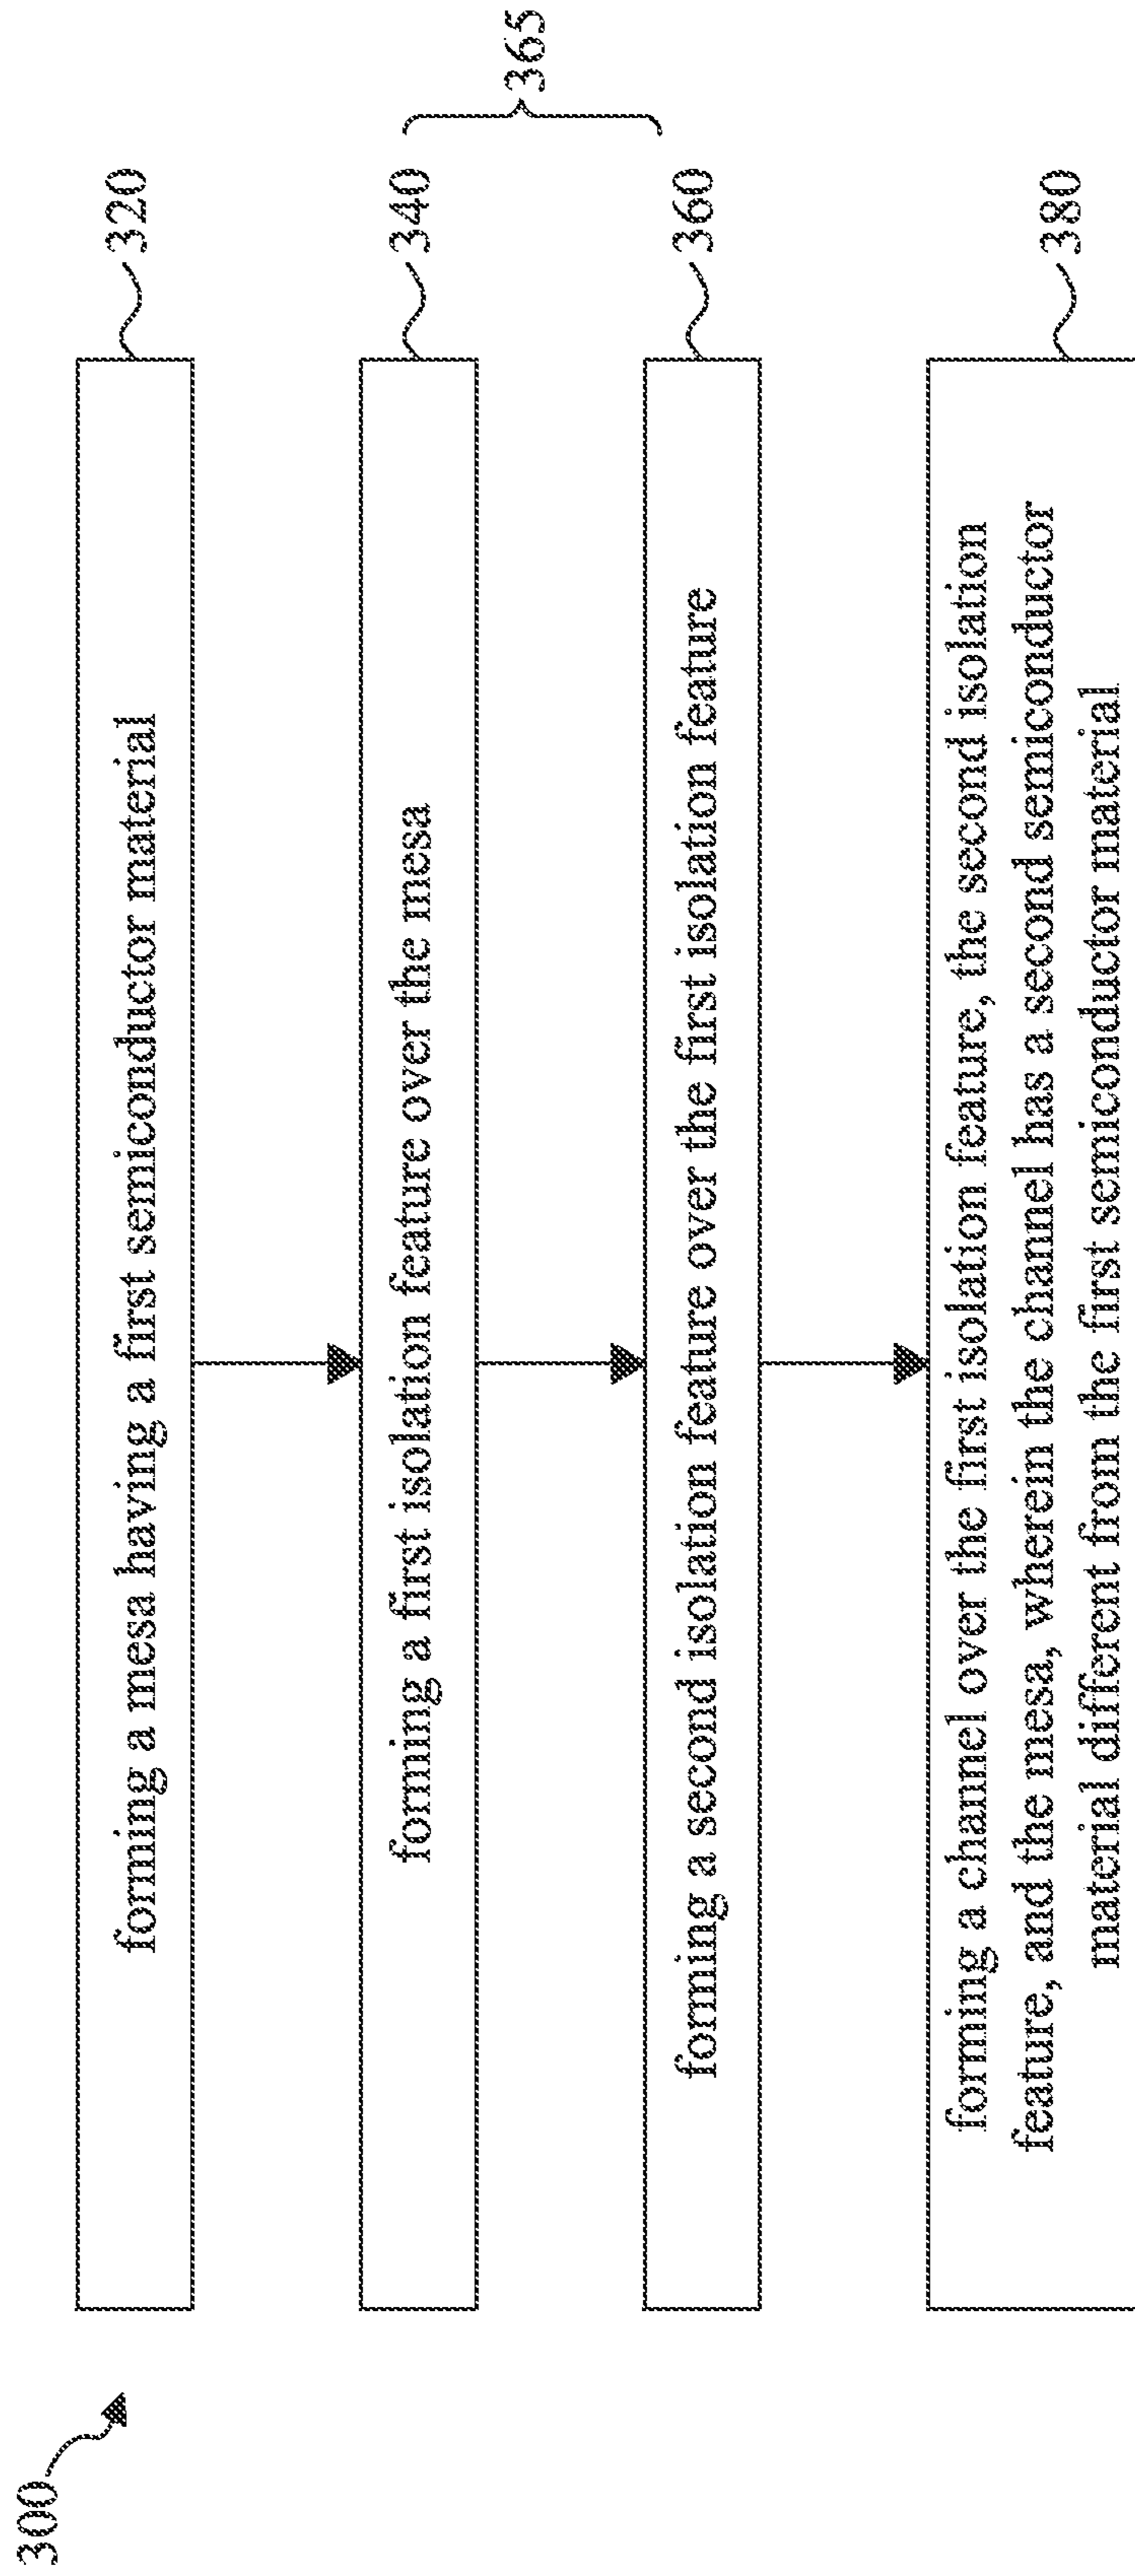 300
forming a mesa having a first semiconductor material
320
forming a first isolation feature over the mesa
340
365
forming a second isolation feature over the first isolation feature
360
forming a channel over the first isolation feature, the second isolation
feature, and the mesa, wherein the channel has a second semiconductor
material different from the first semiconductor material
380